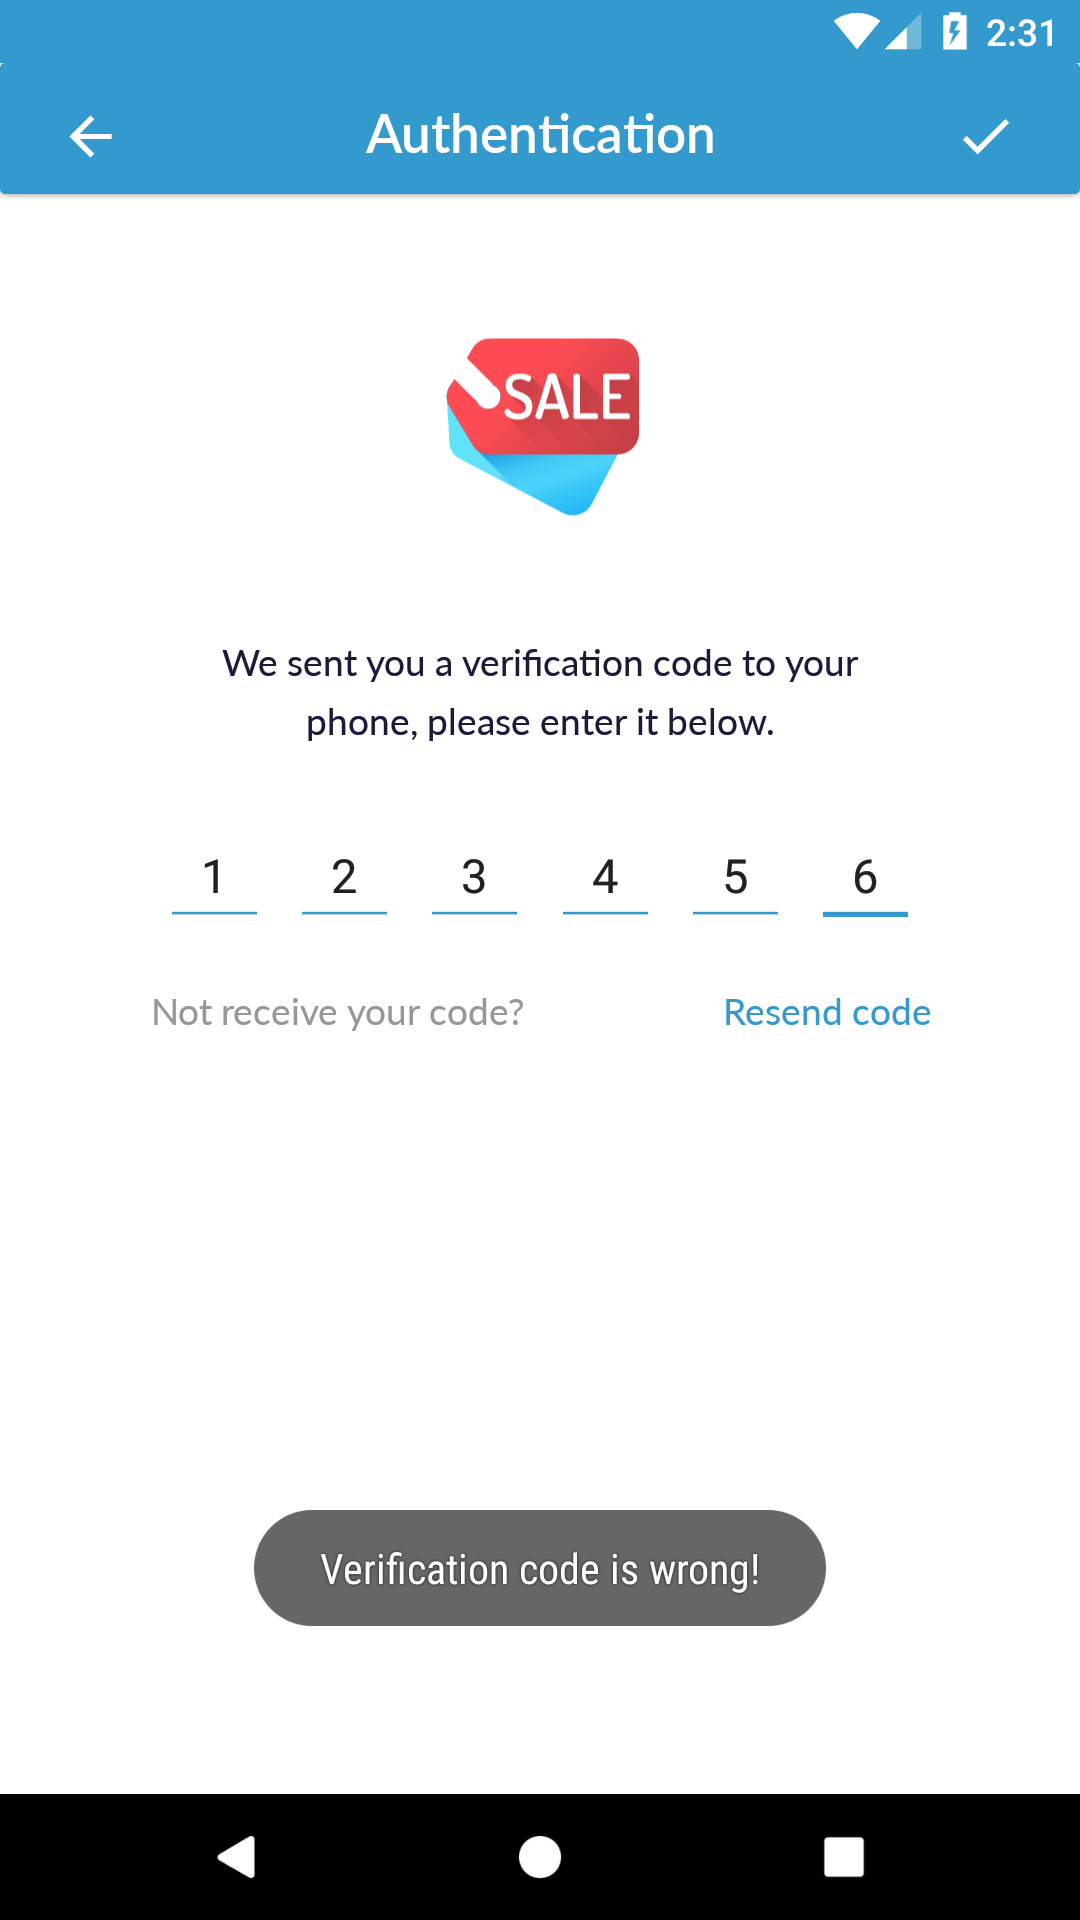 2:31
Authentication
SALE
We sent you a verification code to your
phone, please enter it below.
1 2 3 4 5 6
Not receive your code? Resend code
Verification code is wrong!